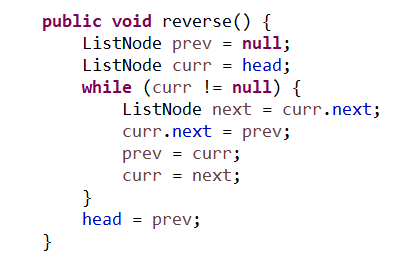 public void reverse() {
    ListNode prev = null;
    ListNode curr = head;
    while (curr != null) {
        ListNode next = curr.next;
        curr.next = prev;
        prev = curr;
        curr = next;
    }
    head = prev;
}